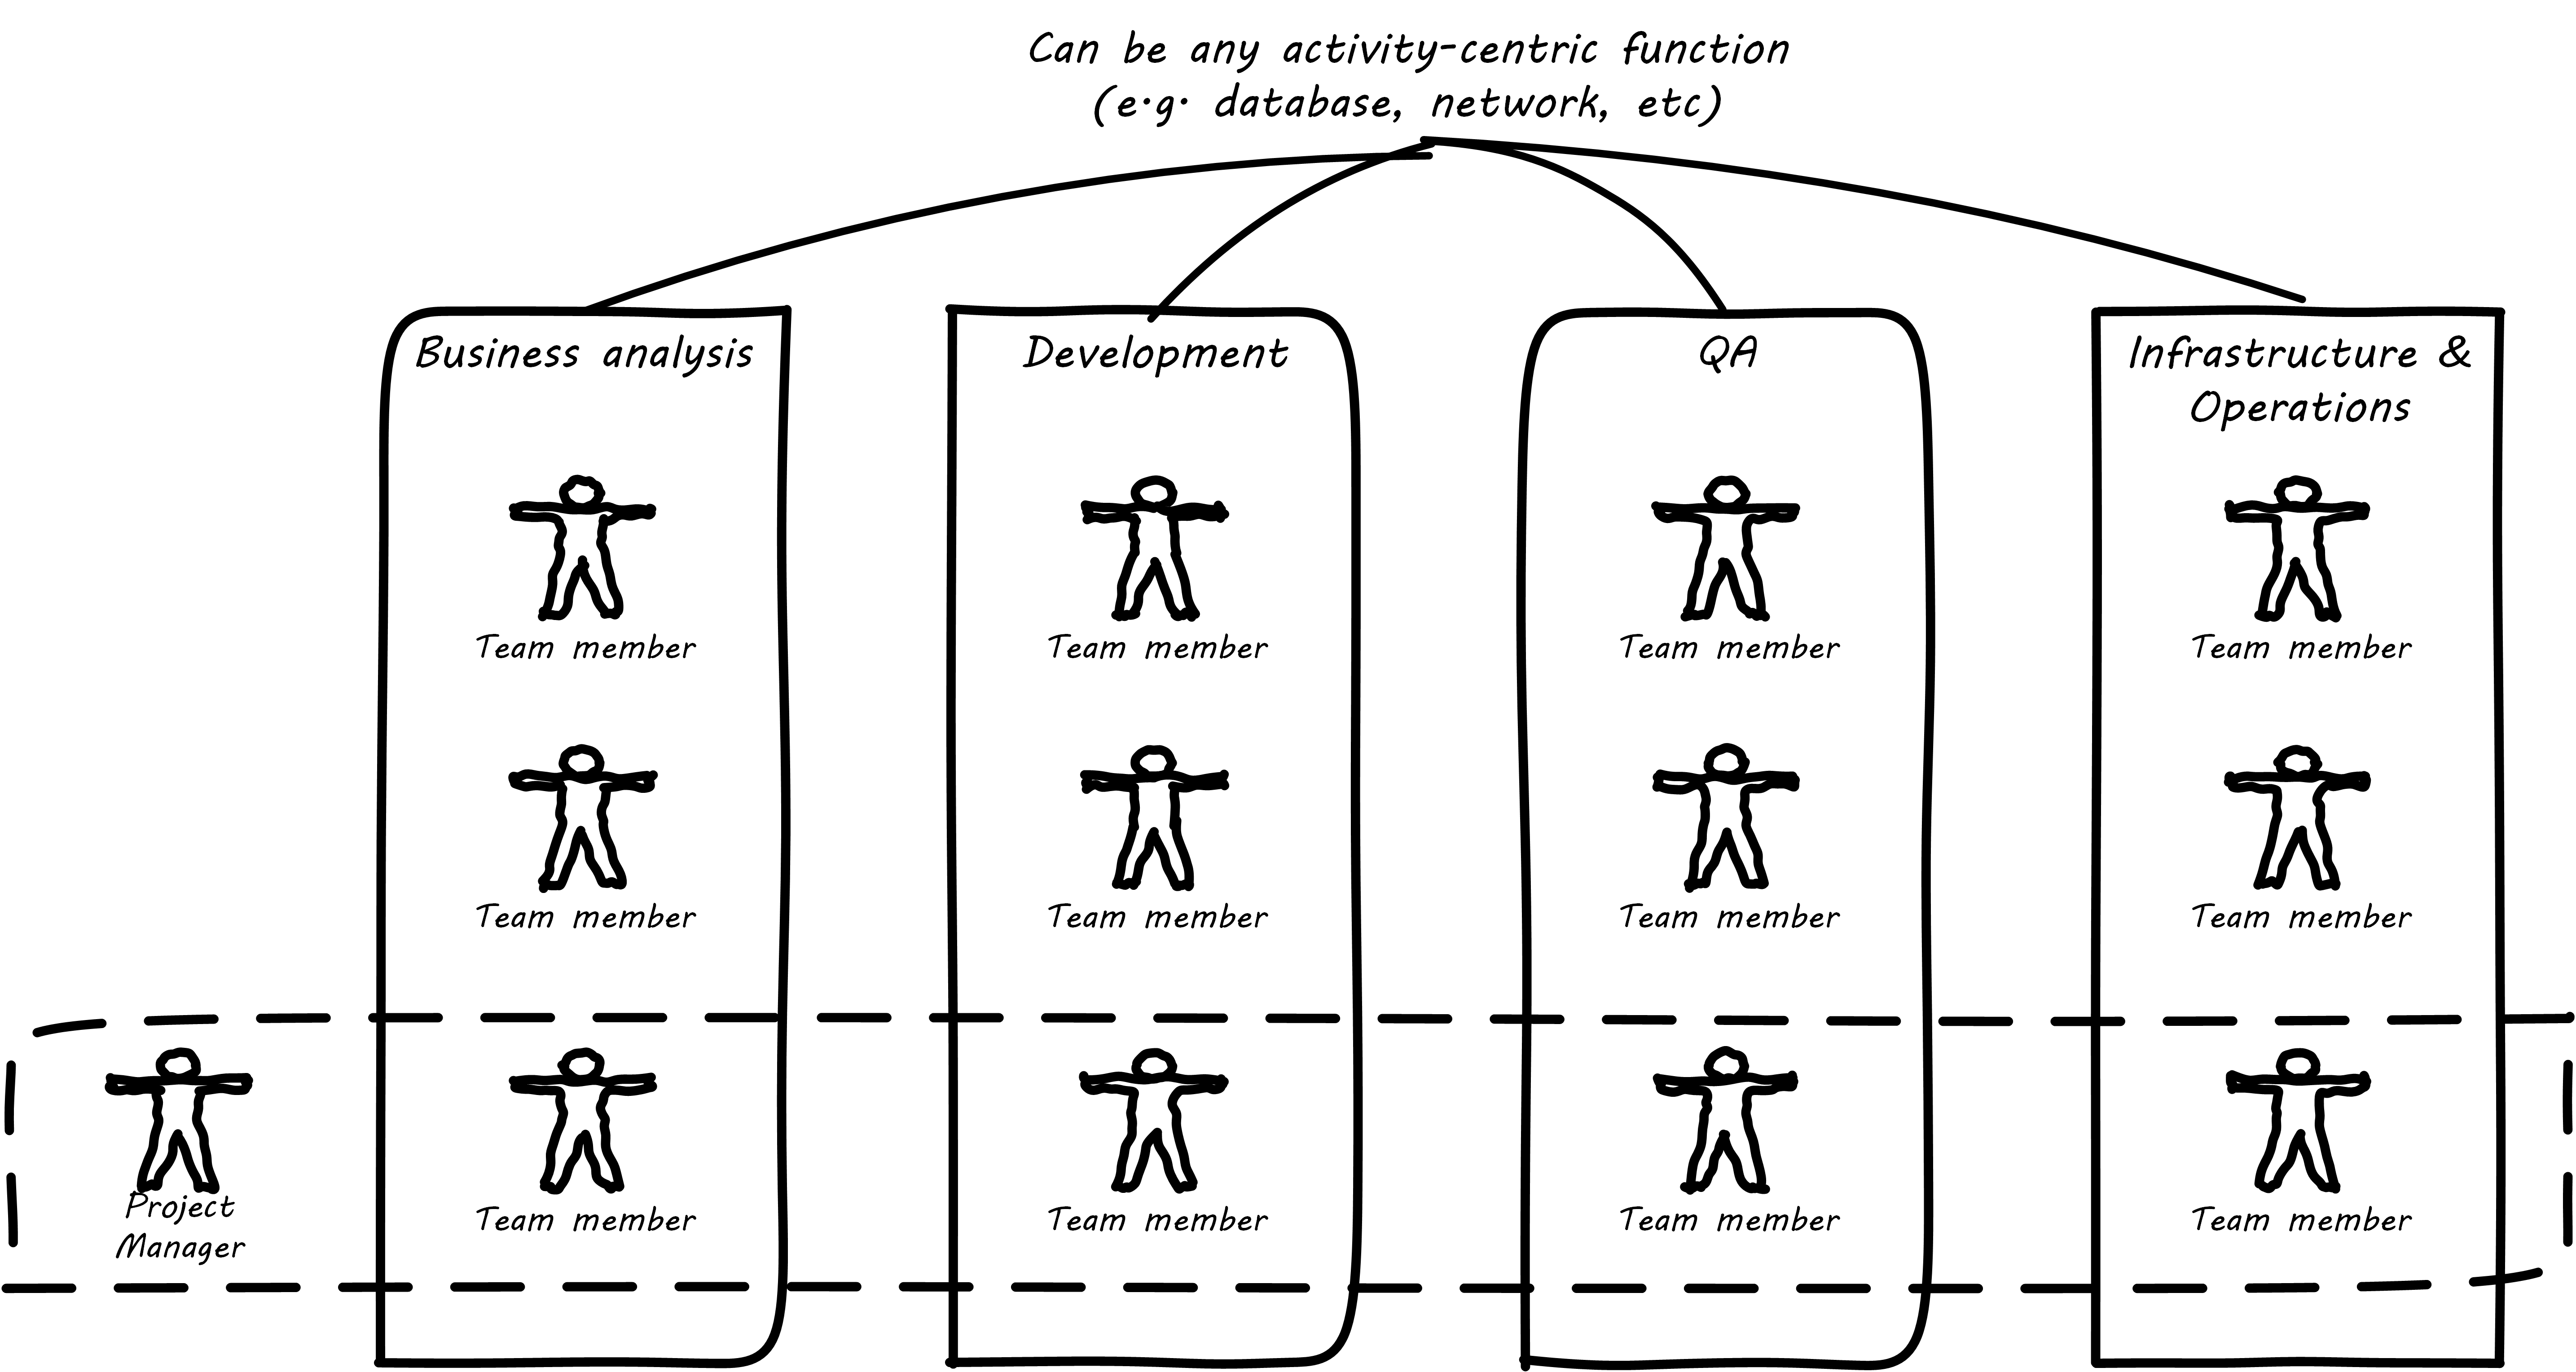 Can be any activity-centric function
(e.g. database, network, etc)
Business analysis
Development
QA
Infrastructure &
Operations
Team member
Team member
Team member
Team member
Team member
Team member
Team member
Team member
Project
Manager
Team member
Team member
Team member
Team member